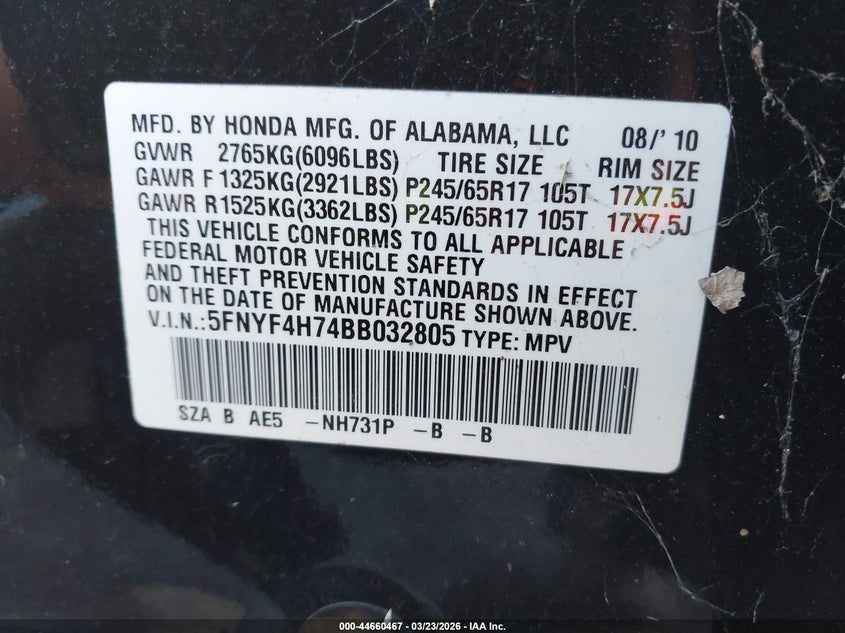 MFD. BY HONDA MFG. OF ALABAMA, LLC 08/' 10
GVWR 2765KG(6096LBS) TIRE SIZE RIM SIZE
GAWR F 1325KG(2921LBS) P245/65R17 105T 17X7.5J
GAWR R 1525KG(3362LBS) P245/65R17 105T 17X7.5J
THIS VEHICLE CONFORMS TO ALL APPLICABLE
FEDERAL MOTOR VEHICLE SAFETY
AND THEFT PREVENTION STANDARDS IN EFFECT
ON THE DATE OF MANUFACTURE SHOWN ABOVE.
V.I.N.:5FNYF4H74BB032805 TYPE: MPV
SZA B AE5 -NH731P -B -B
000-44660467 - 03/23/2026 - IAA Inc.